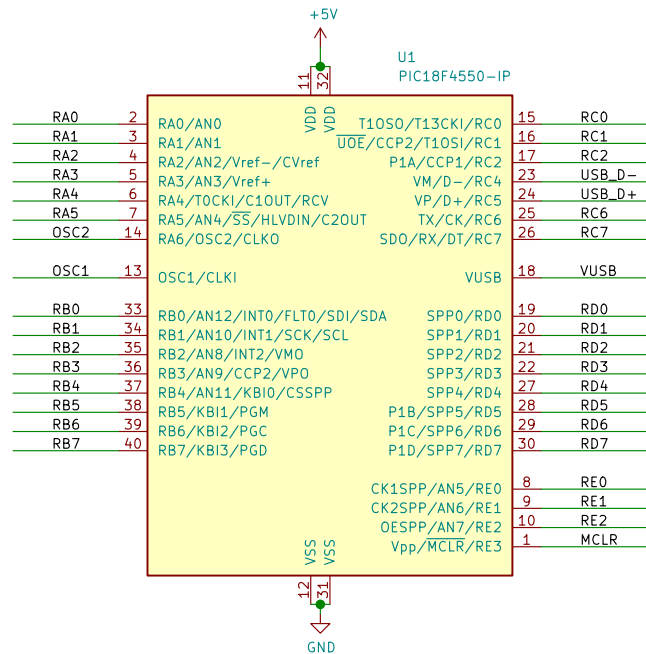 +5V
U1
PIC18F4550-IP
11 32
VDD VDD
RA0 2 RA0/AN0 T1OSO/T13CKI/RC0 15 RC0
RA1 3 RA1/AN1 UOE/CCP2/T1OSI/RC1 16 RC1
RA2 4 RA2/AN2/Vref-/CVref P1A/CCP1/RC2 17 RC2
RA3 5 RA3/AN3/Vref+ VM/D-/RC4 23 USB_D-
RA4 6 RA4/T0CKI/C1OUT/RCV VP/D+/RC5 24 USB_D+
RA5 7 RA5/AN4/SS/HLVDIN/C2OUT TX/CK/RC6 25 RC6
OSC2 14 RA6/OSC2/CLKO SDO/RX/DT/RC7 26 RC7
OSC1 13 OSC1/CLKI VUSB 18 VUSB
RB0 33 RB0/AN12/INT0/FLT0/SDI/SDA SPP0/RD0 19 RD0
RB1 34 RB1/AN10/INT1/SCK/SCL SPP1/RD1 20 RD1
RB2 35 RB2/AN8/INT2/VMO SPP2/RD2 21 RD2
RB3 36 RB3/AN9/CCP2/VPO SPP3/RD3 22 RD3
RB4 37 RB4/AN11/KBI0/CSSPP SPP4/RD4 27 RD4
RB5 38 RB5/KBI1/PGM P1B/SPP5/RD5 28 RD5
RB6 39 RB6/KBI2/PGC P1C/SPP6/RD6 29 RD6
RB7 40 RB7/KBI3/PGD P1D/SPP7/RD7 30 RD7
CK1SPP/AN5/RE0 8 RE0
CK2SPP/AN6/RE1 9 RE1
OESPP/AN7/RE2 10 RE2
Vpp/MCLR/RE3 1 MCLR
VSS VSS
12 31
GND